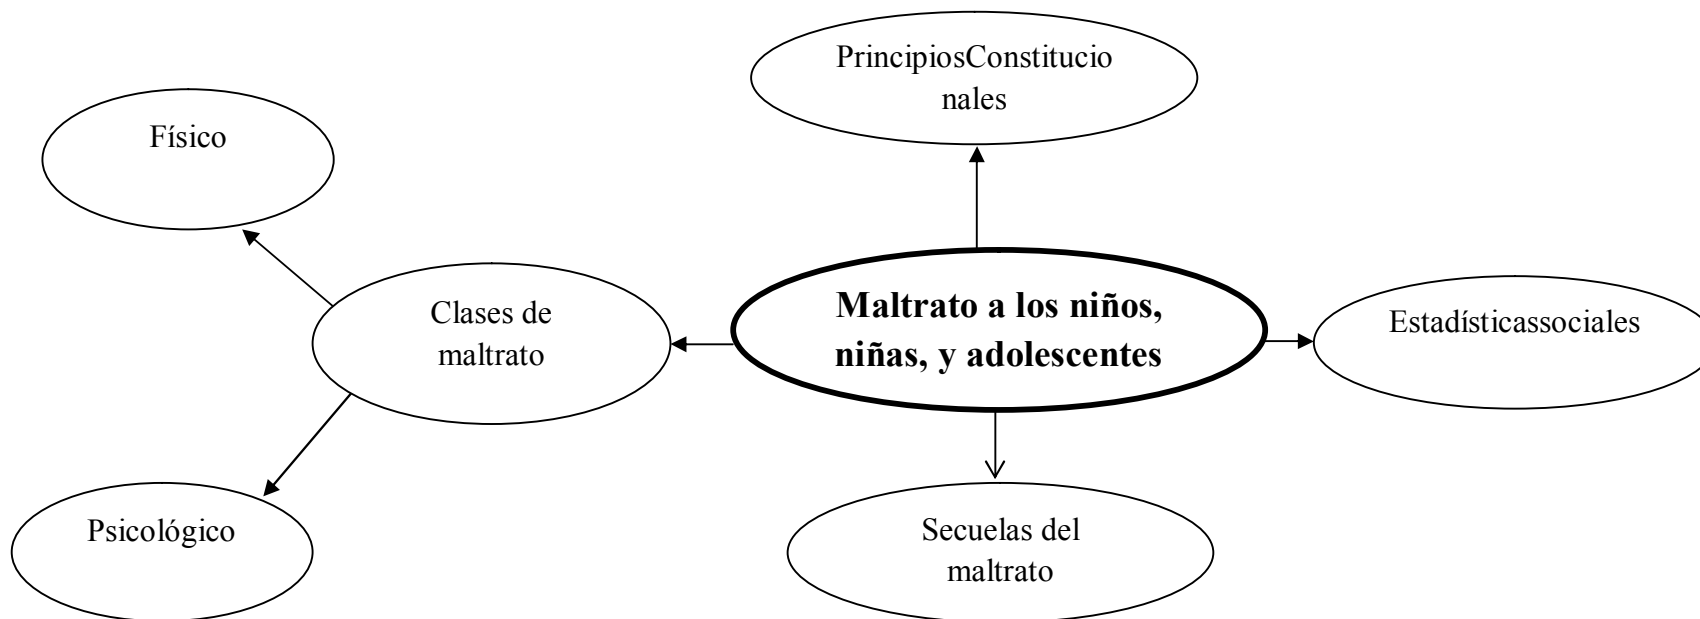 PrincipiosConstitucio
nales
Físico
Clases de
maltrato
Maltrato a los niños,
niñas, y adolescentes
Estadísticassociales
Psicológico
Secuelas del
maltrato